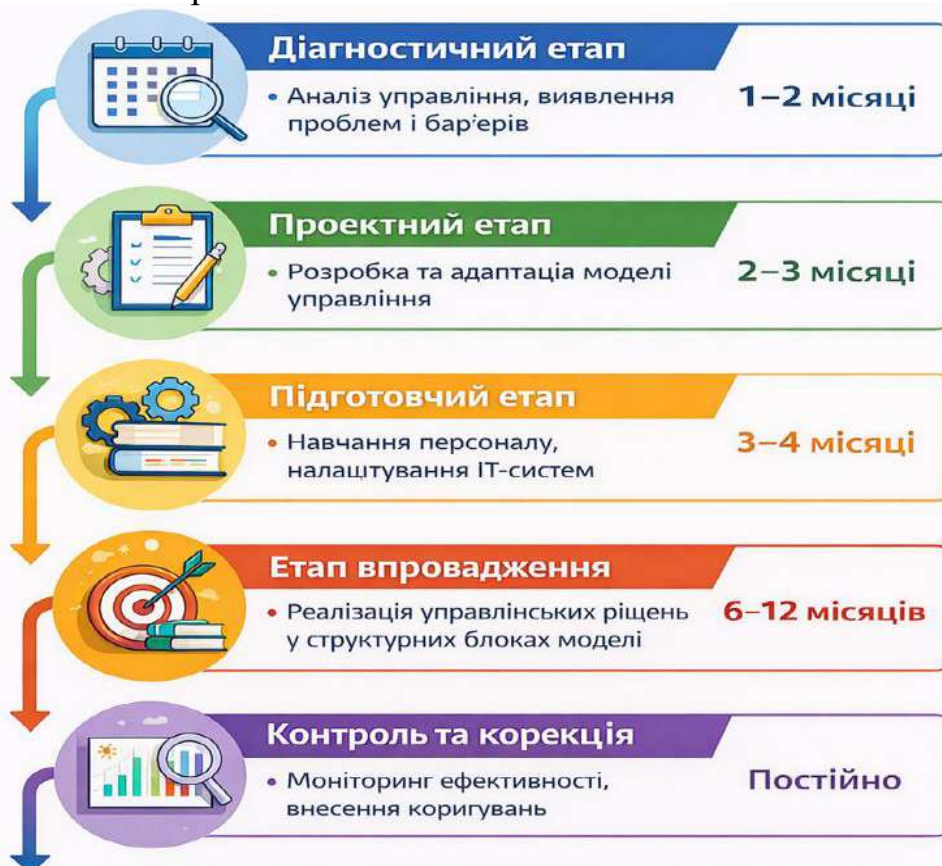 Діагностичний етап
• Аналіз управління, виявлення
проблем і бар'єрів
1–2 місяці
Проектний етап
• Розробка та адаптація моделі
управління
2–3 місяці
Підготовчий етап
• Навчання персоналу,
налаштування ІТ-систем
3–4 місяці
Етап впровадження
• Реалізація управлінських рішень
у структурних блоках моделі
6–12 місяців
Контроль та корекція
• Моніторинг ефективності,
внесення коригувань
Постійно